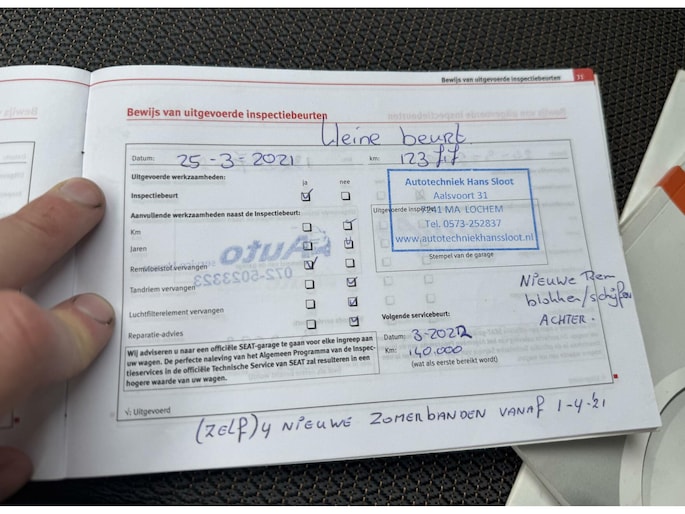 Bewijs van uitgevoerde inspectiebeurten 31
Bewijs van uitgevoerde inspectiebeurten
kleine beurt.
Datum: 25-3-2021 km: 123
Uitgevoerde werkzaamheden: ja nee
Inspectiebeurt
Aanvullende werkzaamheden naast de Inspectiebeurt:
Km
Jaren
Remvloeistof vervangen
Tandriem vervangen
Luchtfilterelement vervangen
Reparatie-advies
Uitgevoerde inspectie
Autotechniek Hans Sloot
Aalsvoort 31
7241 MA LOCHEM
Tel. 0573-252837
www.autotechniekhanssloot.nl
Stempel van de garage
NIEUWE Rem
blokken/schijven
ACHTER.
Volgende servicebeurt:
Datum: 3-2022
Km: 140.000
(wat als eerste bereikt wordt)
Wij adviseren u naar een officiële SEAT-garage te gaan voor elke ingreep aan
uw wagen. De perfecte naleving van het Algemeen Programma van de Inspec-
tieservices in de officiële Technische Service van SEAT zal resulteren in een
hogere waarde van uw wagen.
√: Uitgevoerd
(ZELF) 4 NIEUWE ZOMERBANDEN VANAF 1-4-'21